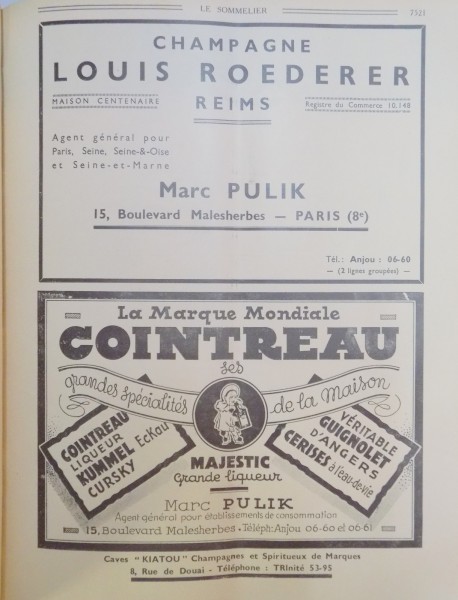 LE SOMMELIER 7521
CHAMPAGNE
LOUIS ROEDERER
MAISON CENTENAIRE REIMS Registre du Commerce 10.148
Agent général pour
Paris, Seine, Seine-&-Oise
et Seine-et-Marne
Marc PULIK
15, Boulevard Malesherbes — PARIS (8e)
Tél.: Anjou : 06-60
— (2 lignes groupées) —
La Marque Mondiale
COINTREAU
ses
grandes spécialités de la maison
COINTREAU
LIQUEUR
KUMMEL Eckau
CURSKY
VÉRITABLE
GUIGNOLET
D'ANGERS
CERISES à l'eau-de-vie
MAJESTIC
Grande liqueur
Marc PULIK
Agent général pour établissements de consommation
15, Boulevard Malesherbes • Téléph: Anjou 06-60 et 06-61
Caves "KIATOU" Champagnes et Spiritueux de Marques
8, Rue de Douai - Téléphone : TRInité 53-95